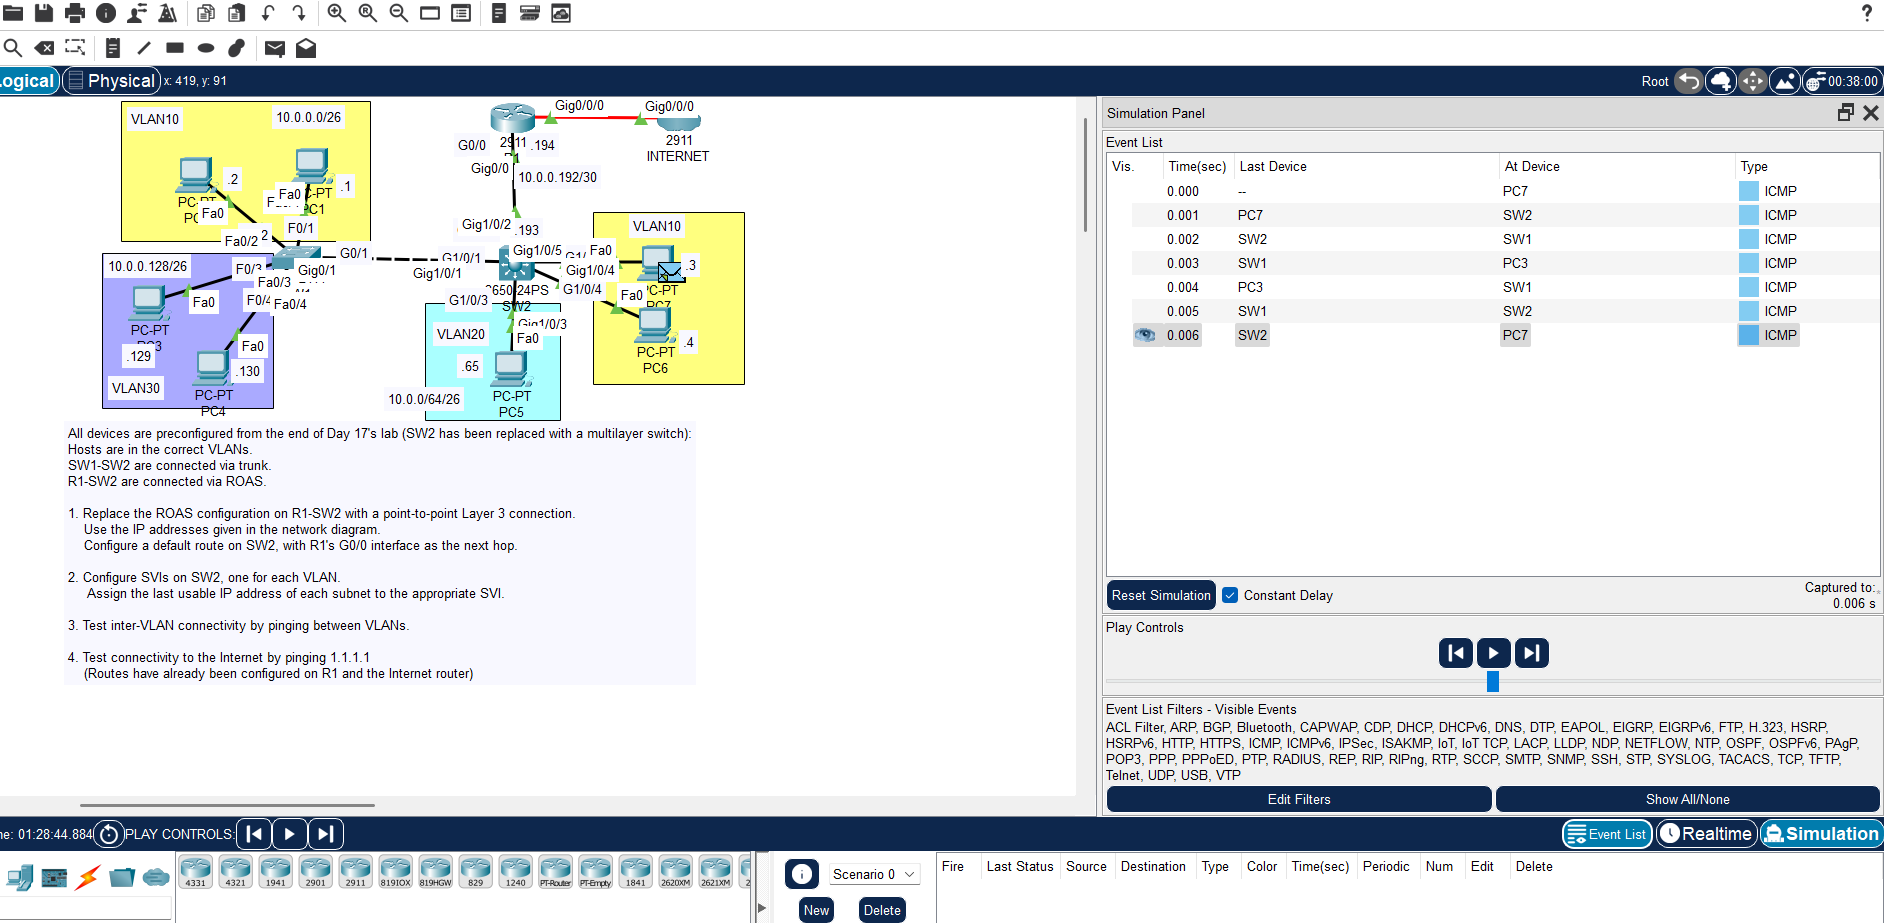 ?
Logical
Physical
x: 419, y: 91
Root
00:38:00
VLAN10
10.0.0.0/26
.2
.1
Fa0
Fa0
PC-PT
PC1
F0/1
Fa0/2
2
Gig0/0/0
Gig0/0/0
G0/0
2911
.194
2911
INTERNET
Gig0/0
10.0.0.192/30
Gig1/0/2
.193
G0/1
G1/0/1
Gig1/0/1
Gig0/1
Gig1/0/5
Fa0
Gig1/0/4
G1/0/4
VLAN10
.3
PC-PT
PC7
Fa0
.4
PC-PT
PC6
3650-24PS
SW2
10.0.0.128/26
F0/3
Fa0/3
Fa0/4
Fa0
PC-PT
PC3
.129
VLAN30
Fa0
.130
PC-PT
PC4
G1/0/3
Gig1/0/3
VLAN20
Fa0
.65
10.0.0/64/26
PC-PT
PC5
All devices are preconfigured from the end of Day 17's lab (SW2 has been replaced with a multilayer switch):
Hosts are in the correct VLANs.
SW1-SW2 are connected via trunk.
R1-SW2 are connected via ROAS.
1. Replace the ROAS configuration on R1-SW2 with a point-to-point Layer 3 connection.
Use the IP addresses given in the network diagram.
Configure a default route on SW2, with R1's G0/0 interface as the next hop.
2. Configure SVIs on SW2, one for each VLAN.
Assign the last usable IP address of each subnet to the appropriate SVI.
3. Test inter-VLAN connectivity by pinging between VLANs.
4. Test connectivity to the Internet by pinging 1.1.1.1
(Routes have already been configured on R1 and the Internet router)
Simulation Panel
Event List
Vis. Time(sec) Last Device At Device Type
0.000 -- PC7 ICMP
0.001 PC7 SW2 ICMP
0.002 SW2 SW1 ICMP
0.003 SW1 PC3 ICMP
0.004 PC3 SW1 ICMP
0.005 SW1 SW2 ICMP
0.006 SW2 PC7 ICMP
Reset Simulation
Constant Delay
Captured to:
0.006 s
Play Controls
Event List Filters - Visible Events
ACL Filter, ARP, BGP, Bluetooth, CAPWAP, CDP, DHCP, DHCPv6, DNS, DTP, EAPOL, EIGRP, EIGRPv6, FTP, H.323, HSRP,
HSRPv6, HTTP, HTTPS, ICMP, ICMPv6, IPSec, ISAKMP, IoT, IoT TCP, LACP, LLDP, NDP, NETFLOW, NTP, OSPF, OSPFv6, PAgP,
POP3, PPP, PPPoED, PTP, RADIUS, REP, RIP, RIPng, RTP, SCCP, SMTP, SNMP, SSH, STP, SYSLOG, TACACS, TCP, TFTP,
Telnet, UDP, USB, VTP
Edit Filters
Show All/None
ne: 01:28:44.884
PLAY CONTROLS:
Event List
Realtime
Simulation
4331
4321
1941
2901
2911
819IOX
819HGW
829
1240
PT-Router
PT-Empty
1841
2620XM
2621XM
2
Scenario 0
New
Delete
Fire Last Status Source Destination Type Color Time(sec) Periodic Num Edit Delete